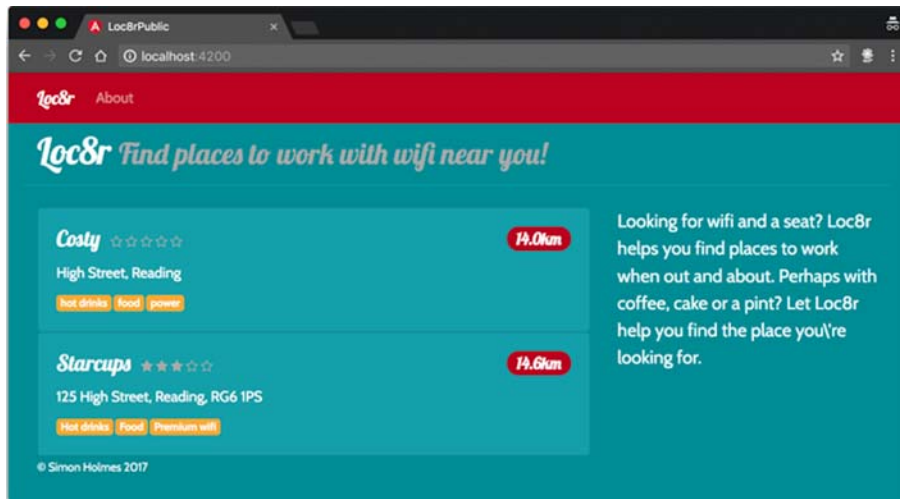 Loc8rPublic
localhost:4200
Loc8r About
Loc8r Find places to work with wifi near you!
Costy 14.0km
High Street, Reading
hot drinks food power
Starcups 14.6km
125 High Street, Reading, RG6 1PS
Hot drinks Food Premium wifi
Looking for wifi and a seat? Loc8r
helps you find places to work
when out and about. Perhaps with
coffee, cake or a pint? Let Loc8r
help you find the place you\'re
looking for.
© Simon Holmes 2017